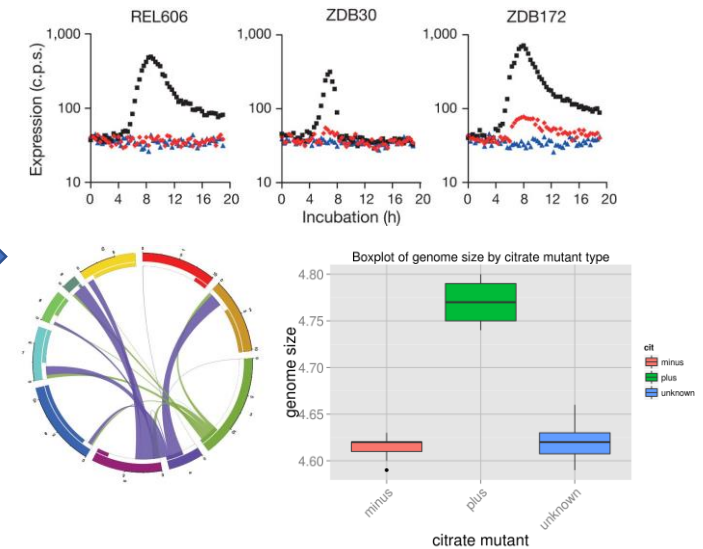 REL606 ZDB30 ZDB172
1,000 1,000 1,000
100 100 100
10 10 10
Expression (c.p.s.)
0 4 8 12 16 20 0 4 8 12 16 20 0 4 8 12 16 20
Incubation (h)
Boxplot of genome size by citrate mutant type
4.80
4.75
4.70
4.65
4.60
genome size
minus plus unknown
citrate mutant
cit
minus
plus
unknown